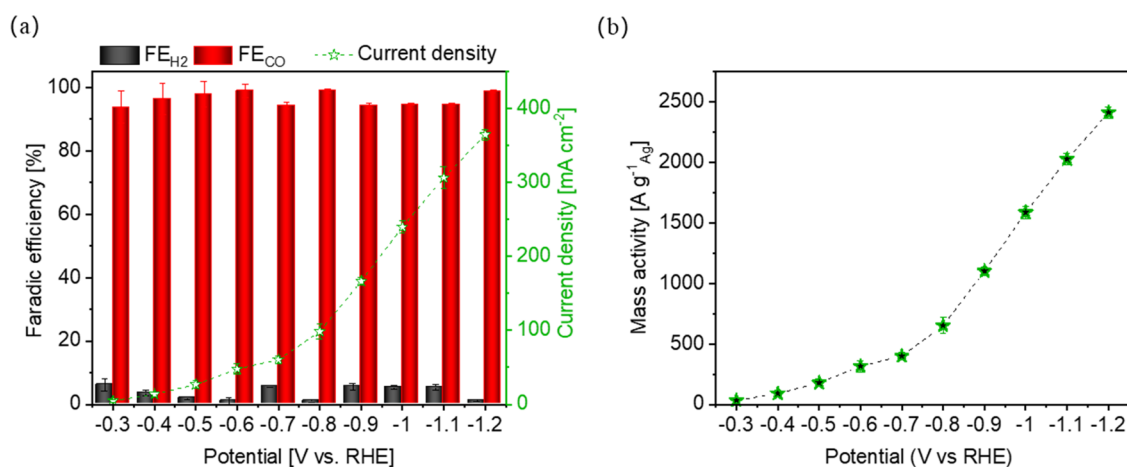 (a)
FE_H2 FE_CO Current density
Faradic efficiency [%]
100
80
60
40
20
0
400
300
200
100
0
Current density [mA cm⁻²]
-0.3 -0.4 -0.5 -0.6 -0.7 -0.8 -0.9 -1 -1.1 -1.2
Potential [V vs. RHE]
(b)
Mass activity [A g⁻¹_Ag]
2500
2000
1500
1000
500
0
-0.3 -0.4 -0.5 -0.6 -0.7 -0.8 -0.9 -1 -1.1 -1.2
Potential (V vs RHE)